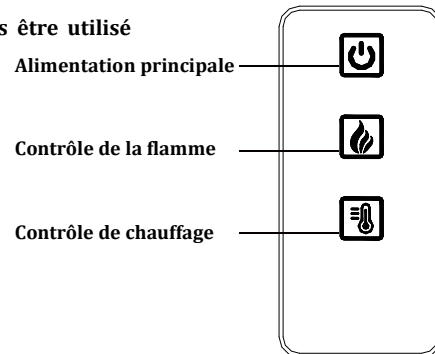 s être utilisé
Alimentation principale
Contrôle de la flamme
Contrôle de chauffage